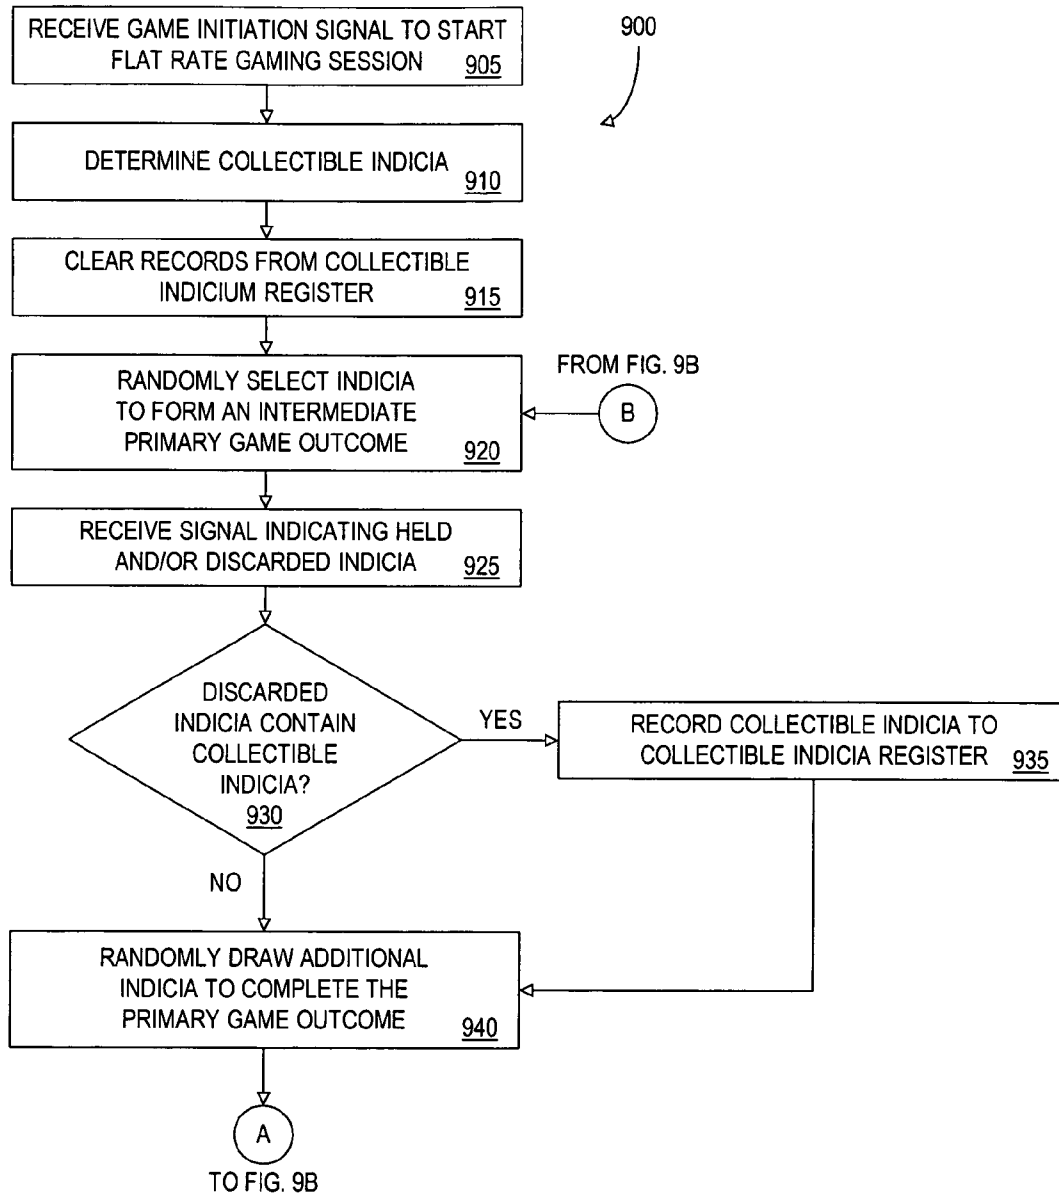 RECEIVE GAME INITIATION SIGNAL TO START
FLAT RATE GAMING SESSION 905
900
DETERMINE COLLECTIBLE INDICIA
910
CLEAR RECORDS FROM COLLECTIBLE
INDICIUM REGISTER 915
FROM FIG. 9B
B
RANDOMLY SELECT INDICIA
TO FORM AN INTERMEDIATE
PRIMARY GAME OUTCOME 920
RECEIVE SIGNAL INDICATING HELD
AND/OR DISCARDED INDICIA 925
DISCARDED
INDICIA CONTAIN
COLLECTIBLE
INDICIA?
930
YES
RECORD COLLECTIBLE INDICIA TO
COLLECTIBLE INDICIA REGISTER 935
NO
RANDOMLY DRAW ADDITIONAL
INDICIA TO COMPLETE THE
PRIMARY GAME OUTCOME 940
A
TO FIG. 9B